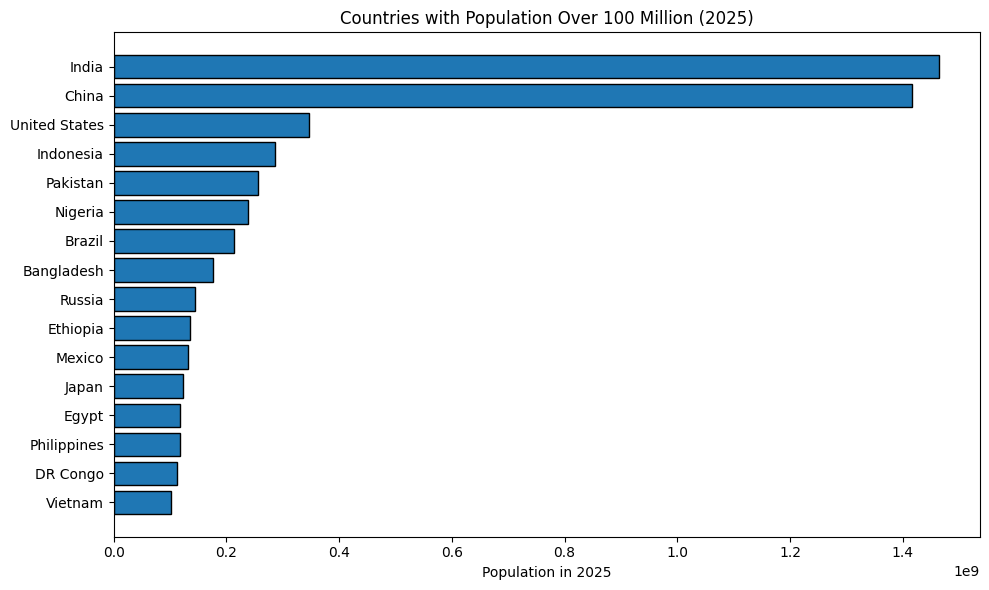 Countries with Population Over 100 Million (2025)
India
China
United States
Indonesia
Pakistan
Nigeria
Brazil
Bangladesh
Russia
Ethiopia
Mexico
Japan
Egypt
Philippines
DR Congo
Vietnam
0.0 0.2 0.4 0.6 0.8 1.0 1.2 1.4
1e9
Population in 2025